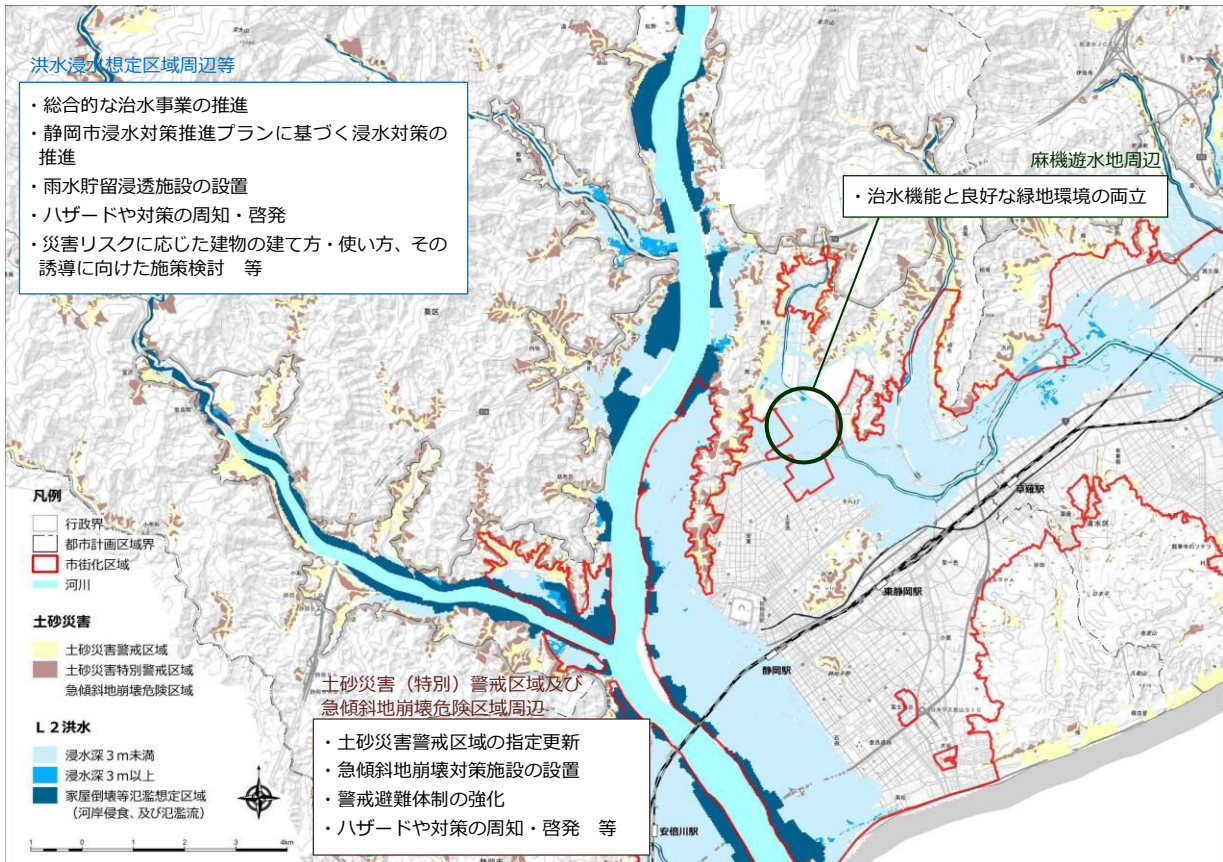 洪水浸水想定区域周辺等
・総合的な治水事業の推進
・静岡市浸水対策推進プランに基づく浸水対策の
推進
・雨水貯留浸透施設の設置
・ハザードや対策の周知・啓発
・災害リスクに応じた建物の建て方・使い方、その
誘導に向けた施策検討　等
麻機遊水地周辺
・治水機能と良好な緑地環境の両立
葵区
草薙駅
清水区
東静岡駅
静岡駅
安倍川駅
凡例
行政界
都市計画区域界
市街化区域
河川
土砂災害
土砂災害警戒区域
土砂災害特別警戒区域
急傾斜地崩壊危険区域
Ｌ２洪水
浸水深３ｍ未満
浸水深３ｍ以上
家屋倒壊等氾濫想定区域
（河岸侵食、及び氾濫流）
1 0 1 2 3 4km
土砂災害（特別）警戒区域及び
急傾斜地崩壊危険区域周辺
・土砂災害警戒区域の指定更新
・急傾斜地崩壊対策施設の設置
・警戒避難体制の強化
・ハザードや対策の周知・啓発　等